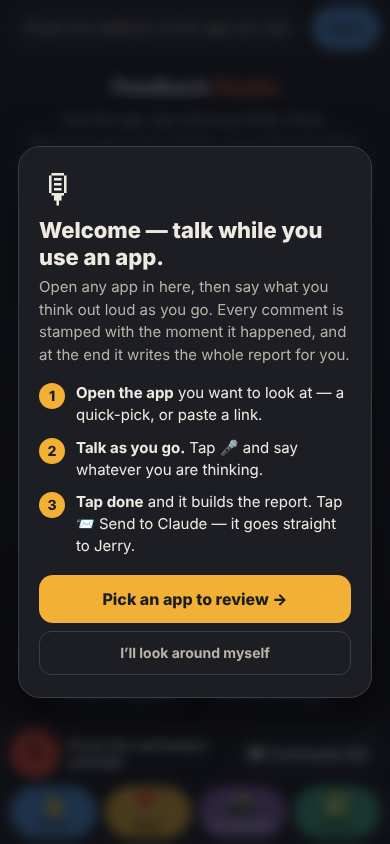 Welcome — talk while you
use an app.
Open any app in here, then say what you
think out loud as you go. Every comment is
stamped with the moment it happened, and
at the end it writes the whole report for you.
1 Open the app you want to look at — a
quick-pick, or paste a link.
2 Talk as you go. Tap 🎤 and say
whatever you are thinking.
3 Tap done and it builds the report. Tap
📨 Send to Claude — it goes straight
to Jerry.
Pick an app to review →
I’ll look around myself